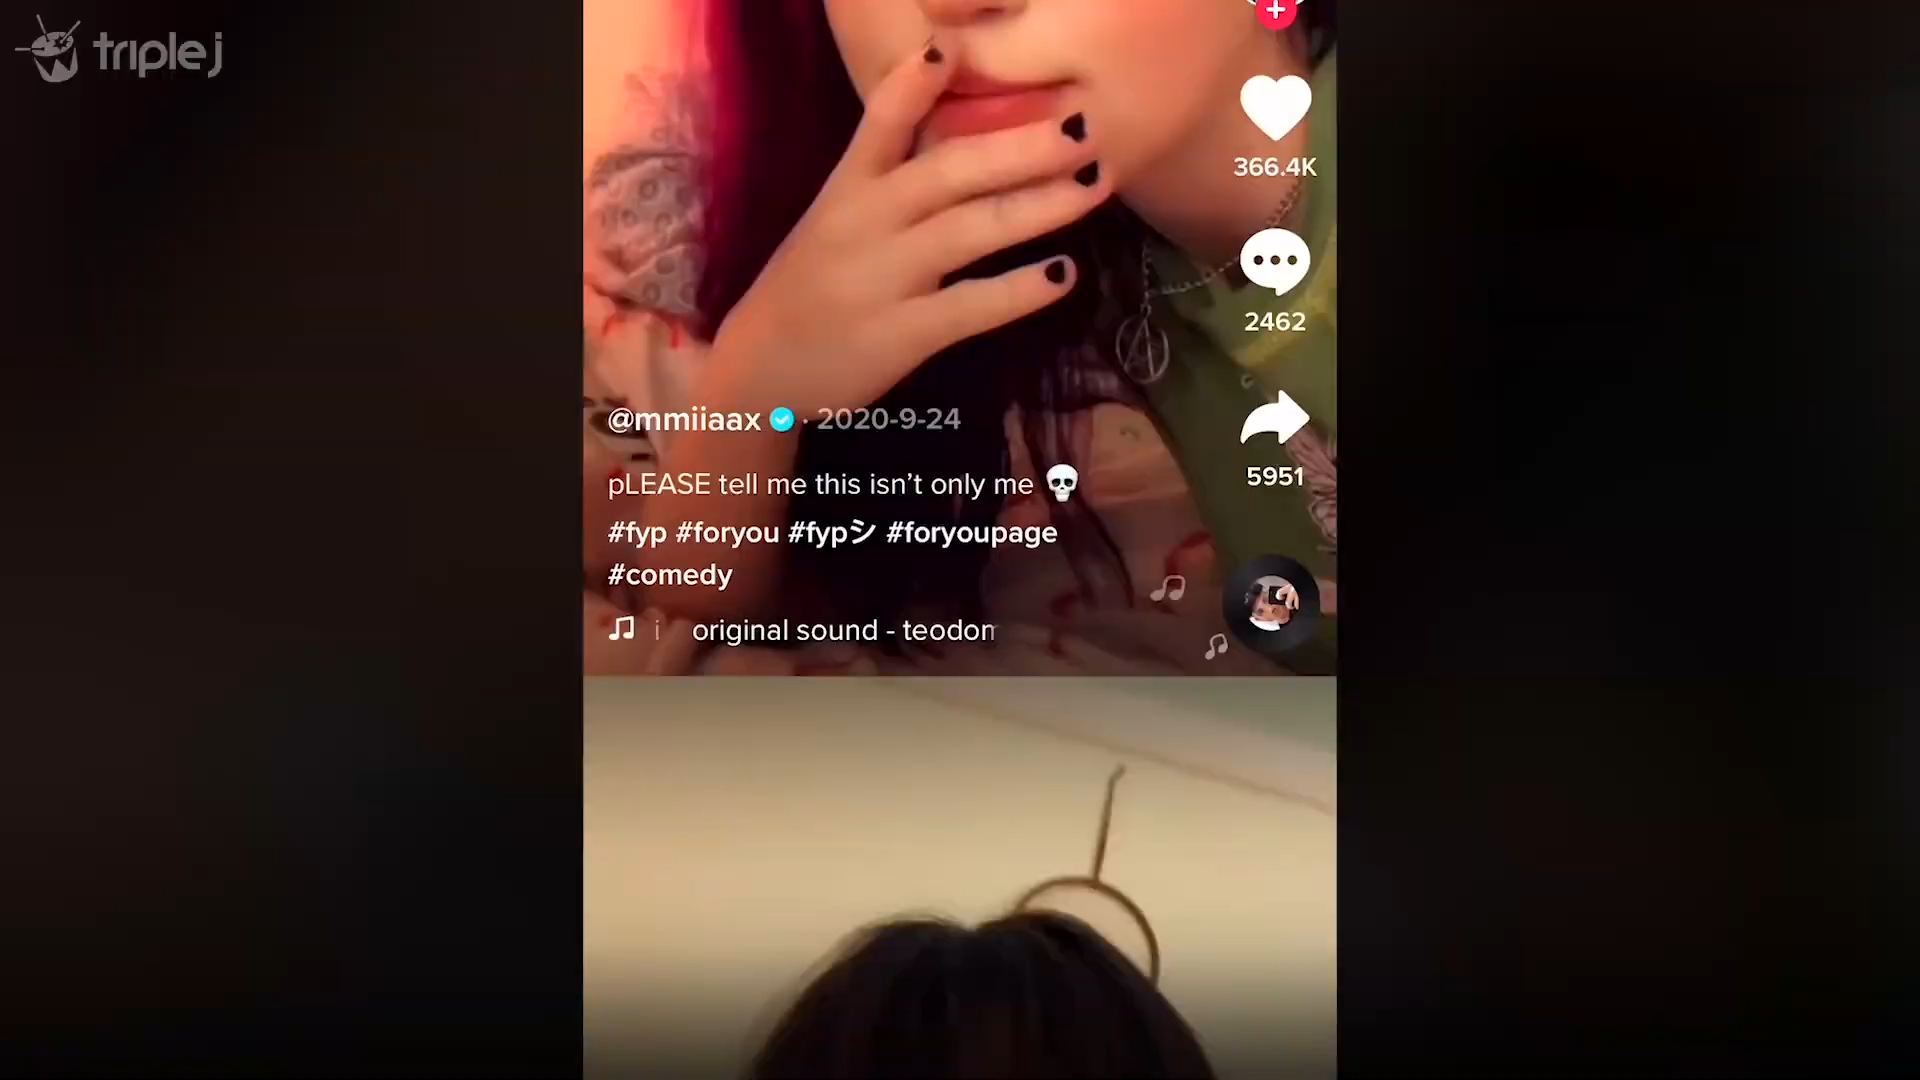 triple j
366.4K
2462
5951
@mmiiaax · 2020-9-24
pLEASE tell me this isn’t only me 💀
#fyp #foryou #fypシ #foryoupage
#comedy
original sound - teodom